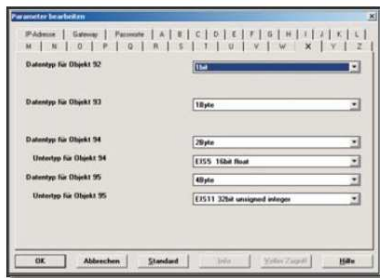 Parameter bearbeiten
IP-Adresse Gateway Passworte A B C D E F G H I J K L
M N O P Q R S T U V W X Y Z
Datentyp für Objekt 92 1bit
Datentyp für Objekt 93 1Byte
Datentyp für Objekt 94 2Byte
Untertyp für Objekt 94 EIS5 16bit float
Datentyp für Objekt 95 4Byte
Untertyp für Objekt 95 EIS11 32bit unsigned integer
OK Abbrechen Standard Info Voller Zugriff Hilfe